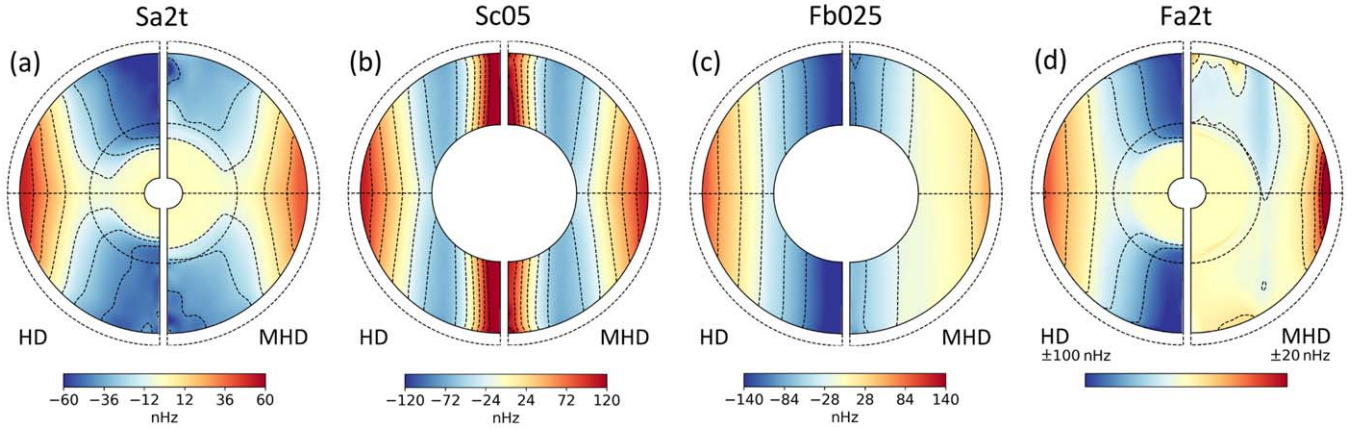 Sa2t
Sc05
Fb025
Fa2t
(a)
(b)
(c)
(d)
HD
MHD
HD
MHD
HD
MHD
HD
±100 nHz
MHD
±20 nHz
−60 −36 −12 12 36 60
nHz
−120 −72 −24 24 72 120
nHz
−140 −84 −28 28 84 140
nHz